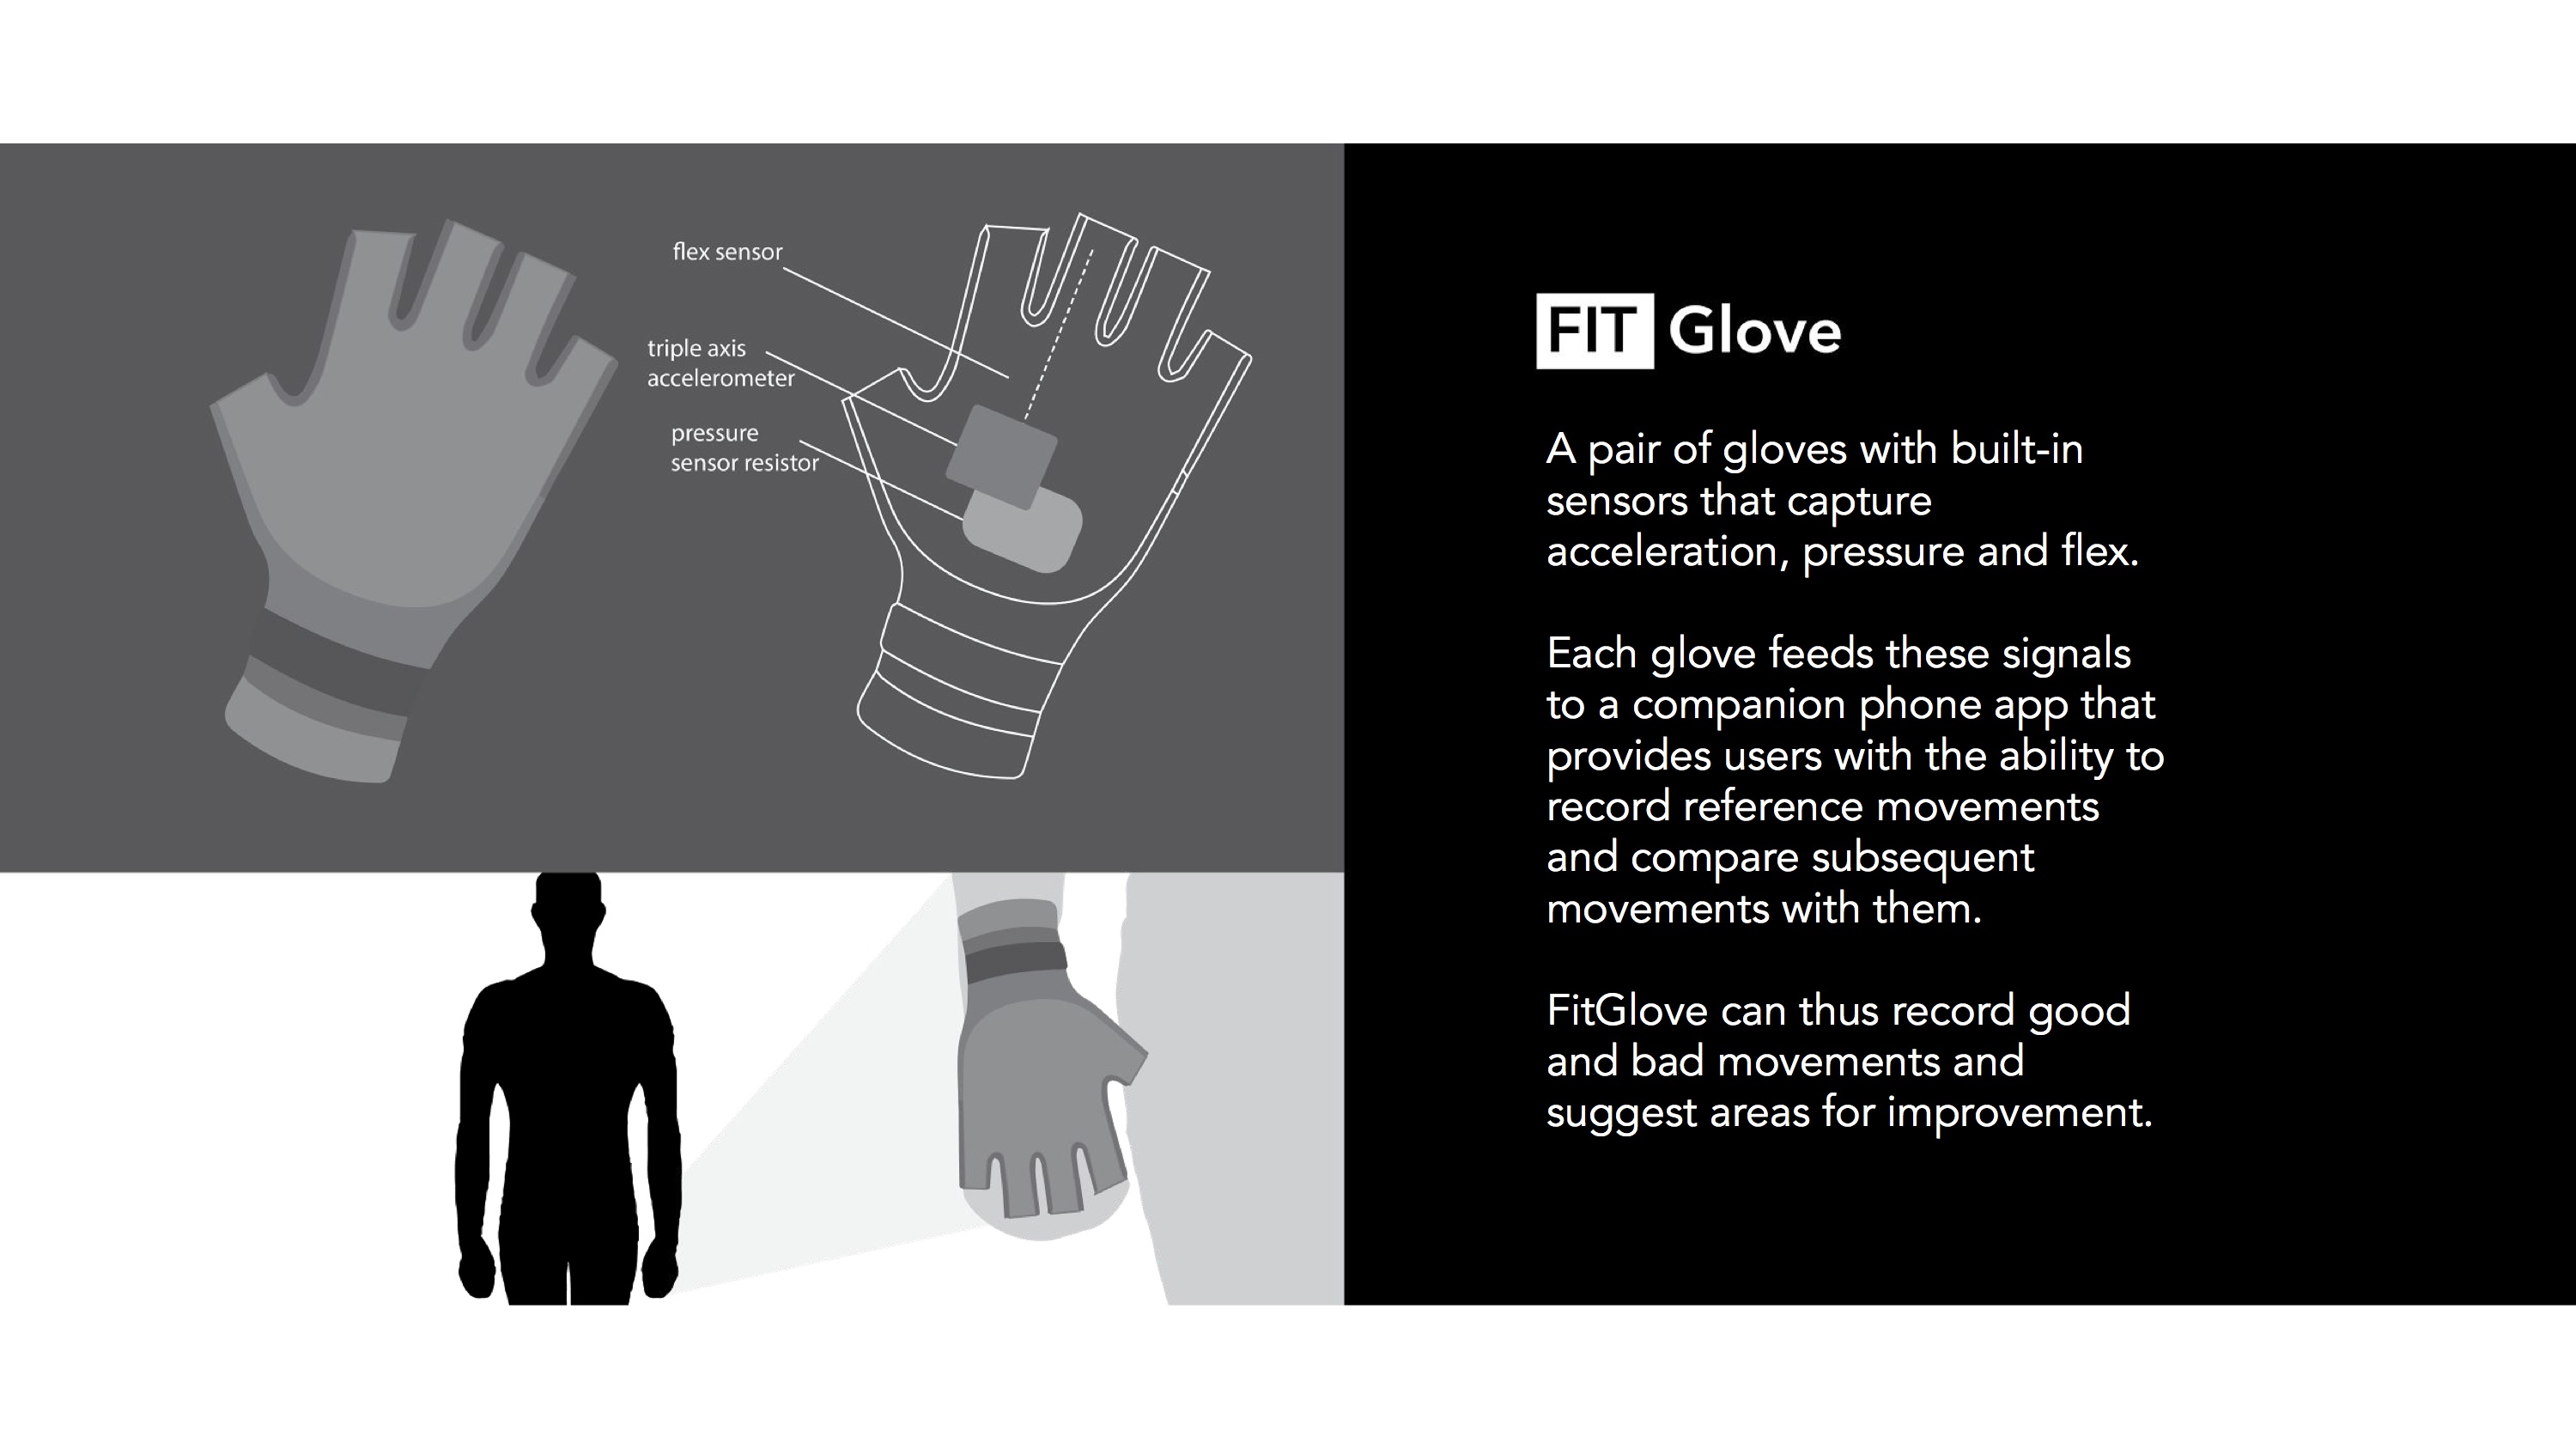 flex sensor
triple axis
accelerometer
pressure
sensor resistor
FIT Glove
A pair of gloves with built-in
sensors that capture
acceleration, pressure and flex.
Each glove feeds these signals
to a companion phone app that
provides users with the ability to
record reference movements
and compare subsequent
movements with them.
FitGlove can thus record good
and bad movements and
suggest areas for improvement.